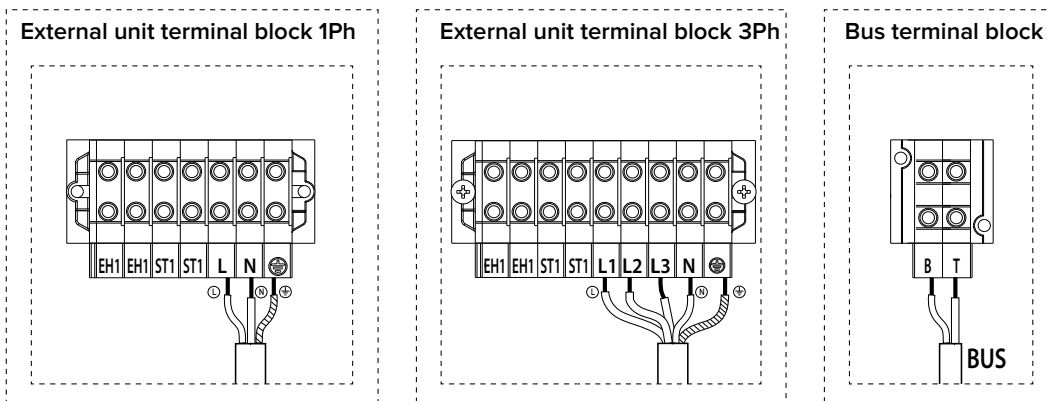 External unit terminal block 1Ph
EH1 EH1 ST1 ST1 L N
L N
External unit terminal block 3Ph
EH1 EH1 ST1 ST1 L1 L2 L3 N
L N
Bus terminal block
B T
BUS